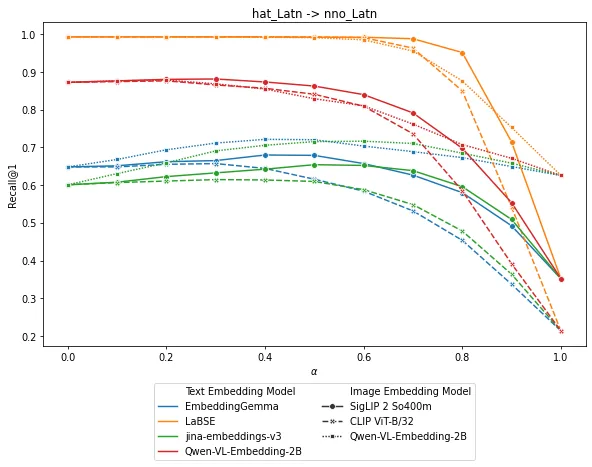 hat_Latn -> nno_Latn
Recall@1
1.0
0.9
0.8
0.7
0.6
0.5
0.4
0.3
0.2
0.0 0.2 0.4 0.6 0.8 1.0
α
Text Embedding Model
EmbeddingGemma
LaBSE
jina-embeddings-v3
Qwen-VL-Embedding-2B
Image Embedding Model
SigLIP 2 So400m
CLIP ViT-B/32
Qwen-VL-Embedding-2B